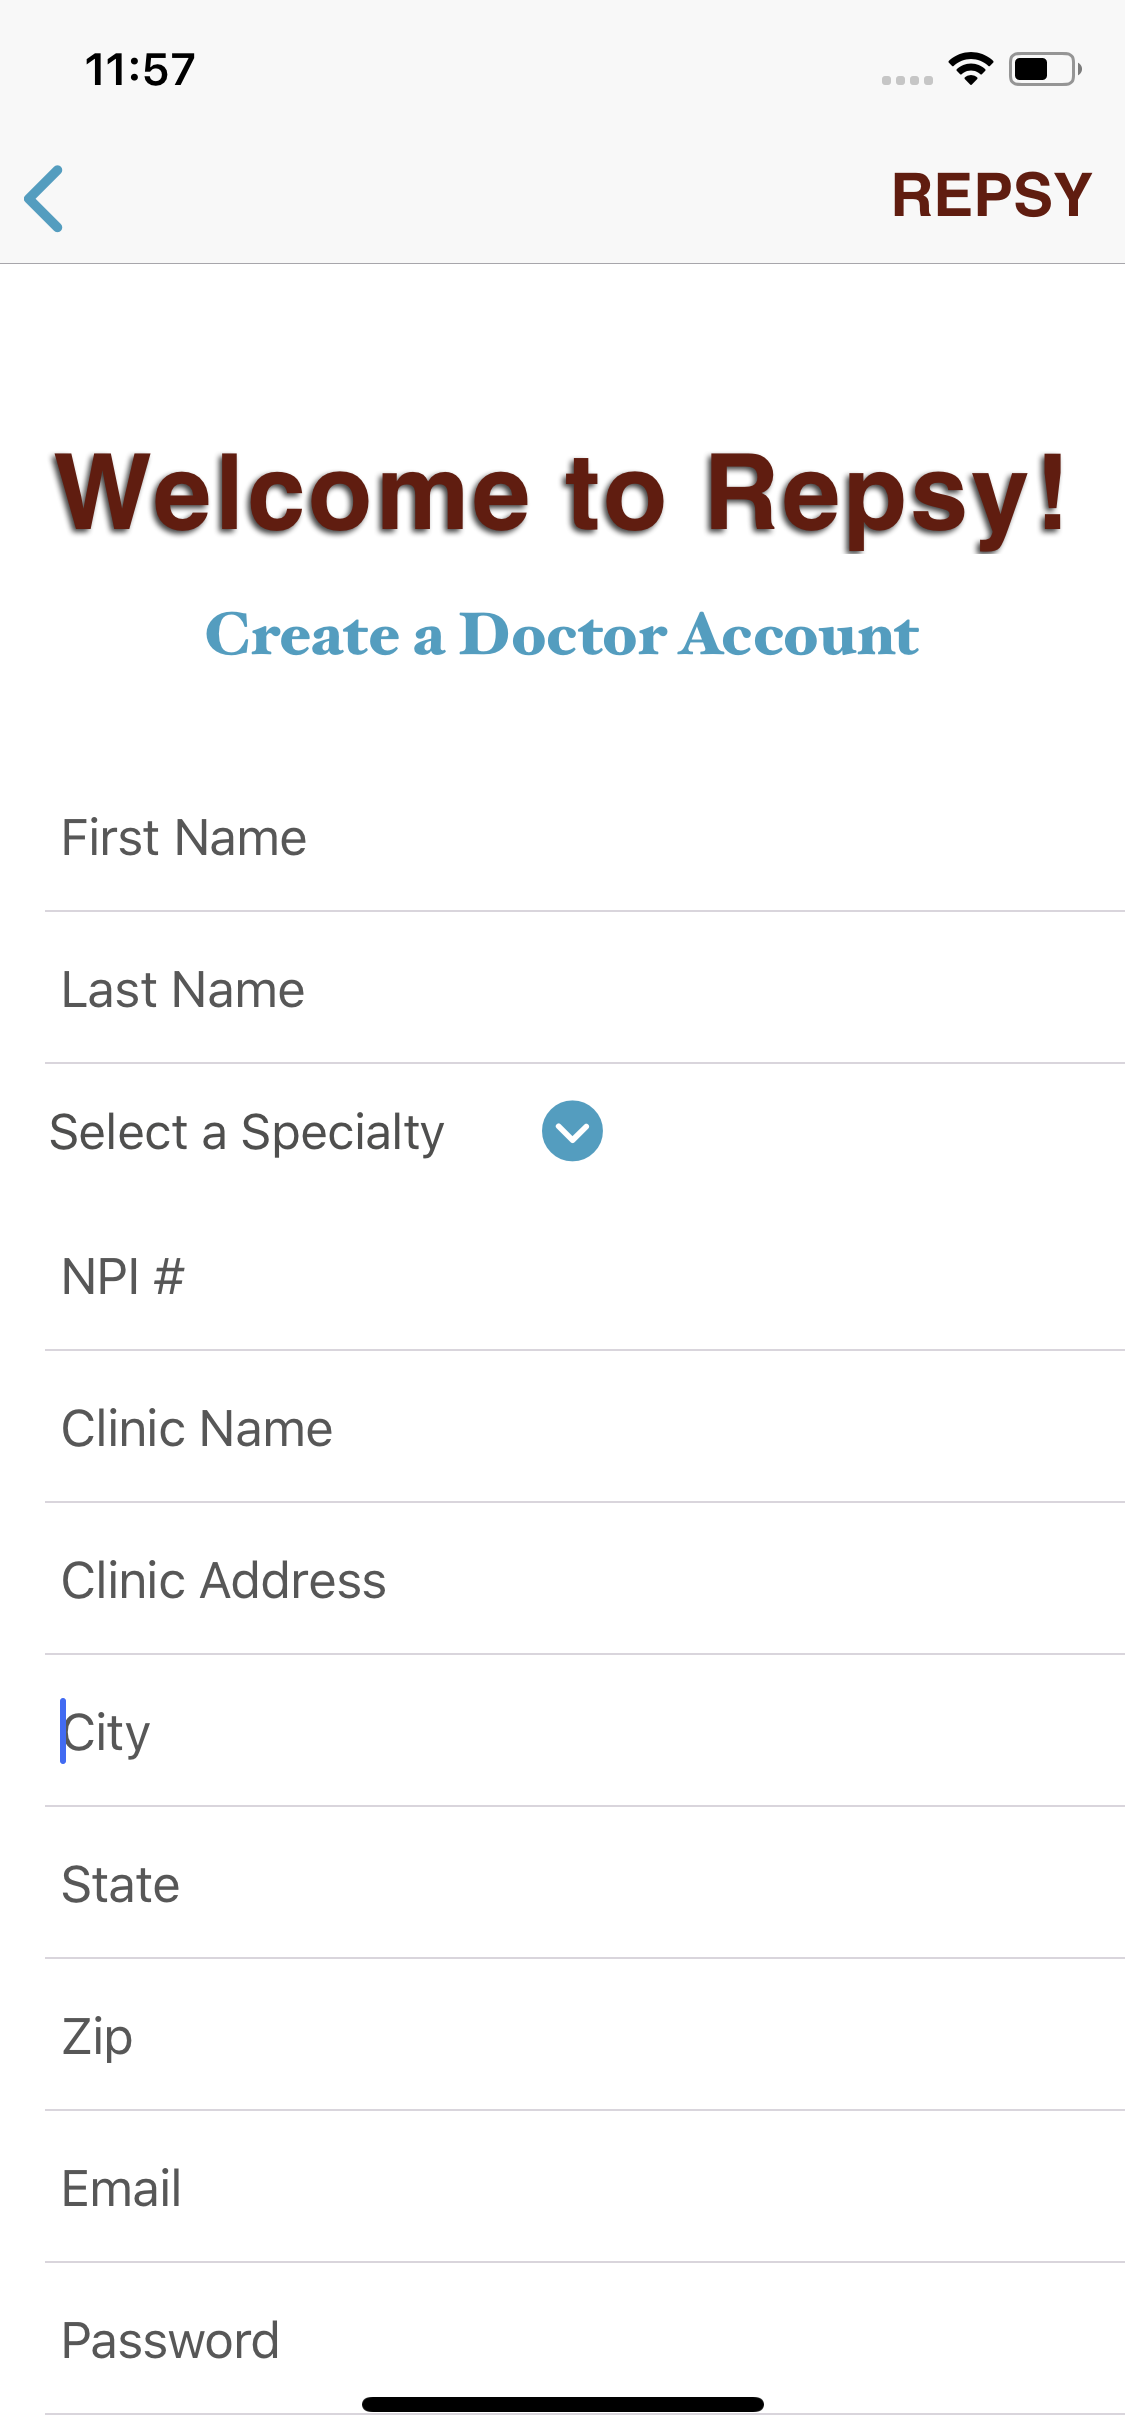 11:57
REPSY
Welcome to Repsy!
Create a Doctor Account
First Name
Last Name
Select a Specialty
NPI #
Clinic Name
Clinic Address
City
State
Zip
Email
Password